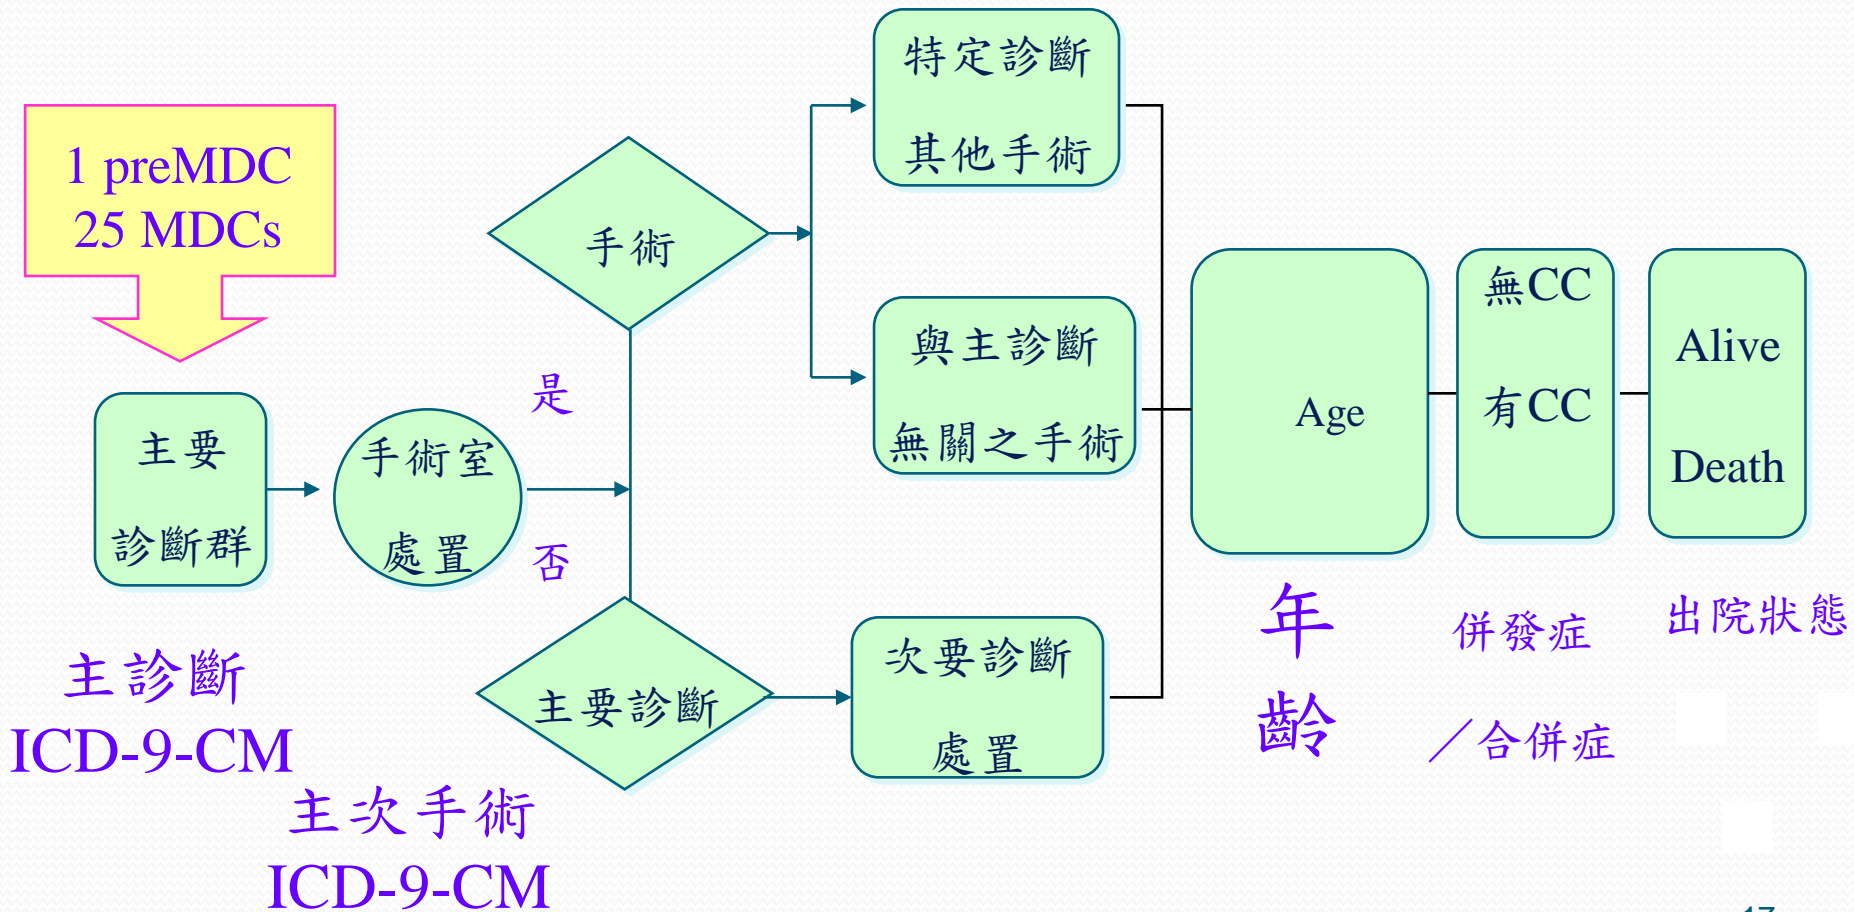 1 preMDC
25 MDCs
主要
診斷群
主診斷
ICD-9-CM
手術室
處置
主次手術
ICD-9-CM
是
否
手術
主要診斷
特定診斷
其他手術
與主診斷
無關之手術
次要診斷
處置
Age
年
齡
無CC
有CC
併發症
／合併症
Alive
Death
出院狀態